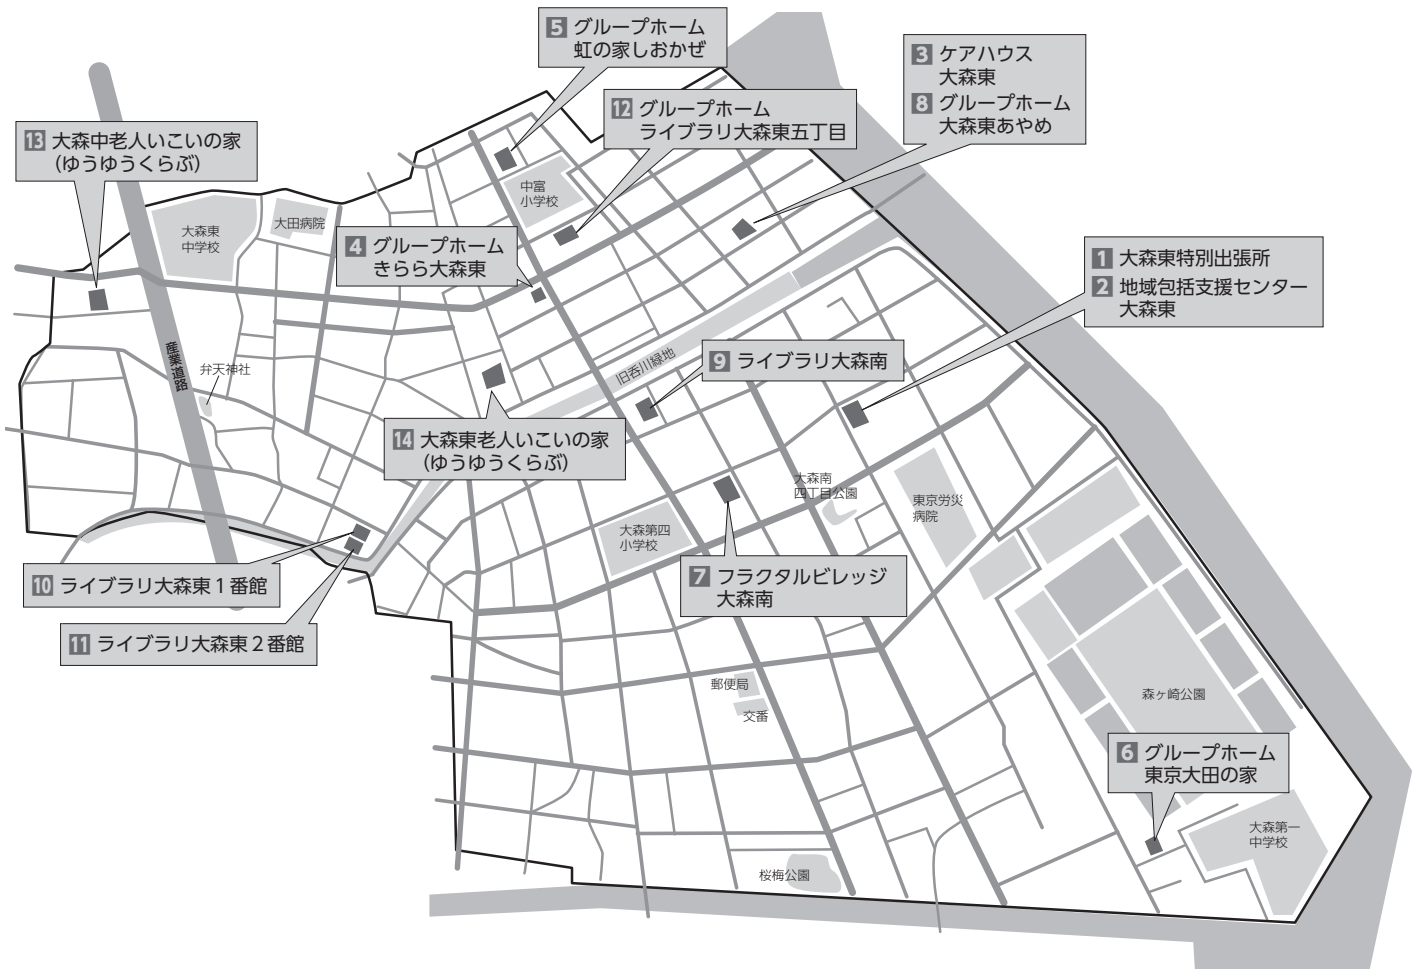 5 グループホーム
虹の家しおかぜ
3 ケアハウス
大森東
8 グループホーム
大森東あやめ
12 グループホーム
ライブラリ大森東五丁目
13 大森中老人いこいの家
(ゆうゆうくらぶ)
中富
小学校
大森東
中学校
大田病院
4 グループホーム
きらら大森東
1 大森東特別出張所
2 地域包括支援センター
大森東
産業道路
弁天神社
旧呑川緑地
9 ライブラリ大森南
14 大森東老人いこいの家
(ゆうゆうくらぶ)
大森南
四丁目公園
東京労災
病院
大森第四
小学校
10 ライブラリ大森東1番館
7 フラクタルビレッジ
大森南
11 ライブラリ大森東2番館
郵便局
交番
森ヶ崎公園
6 グループホーム
東京大田の家
大森第一
中学校
桜梅公園